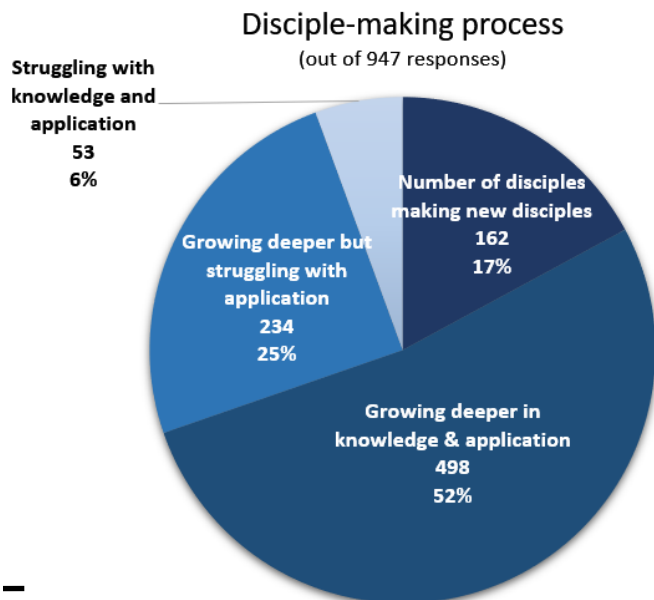 Disciple-making process
(out of 947 responses)
Struggling with
knowledge and
application
53
6%
Number of disciples
making new disciples
162
17%
Growing deeper but
struggling with
application
234
25%
Growing deeper in
knowledge & application
498
52%